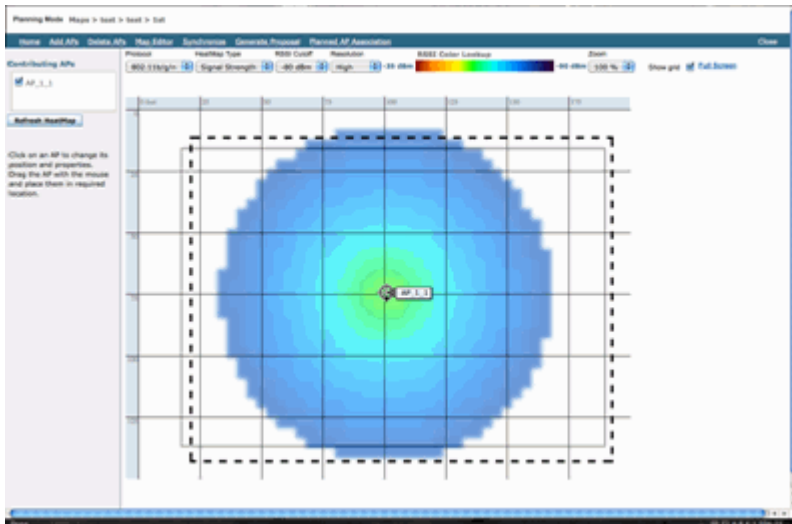 Planning Mode Maps > test > test > 1st
Home Add APs Delete APs Map Editor Synchronize Generate Proposal Planned AP Association Close
Contributing APs
AP_1_1
Refresh HeatMap
Click on an AP to change its
position and properties.
Drag the AP with the mouse
and place them in required
location.
Protocol HeatMap Type RSSI Cutoff Resolution RSSI Color Lookup Zoom
802.11b/g/n Signal Strength -80 dBm High -35 dBm -90 dBm 100 % Show grid Full Screen
AP_1_1